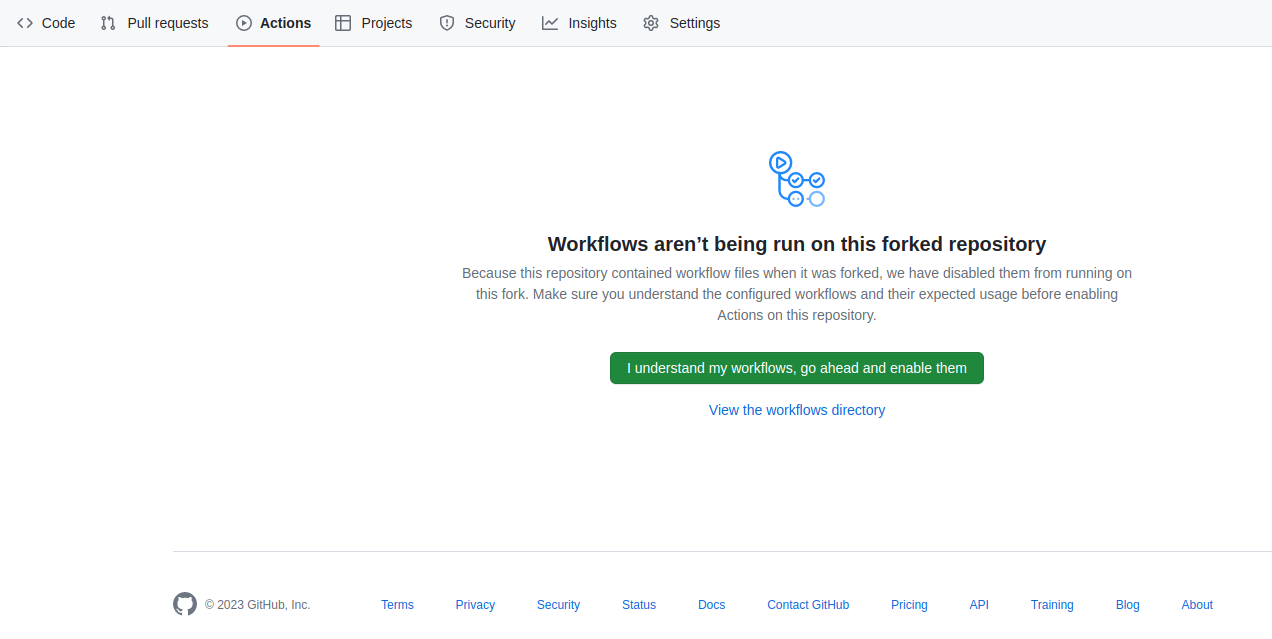 Code Pull requests Actions Projects Security Insights Settings
Workflows aren’t being run on this forked repository
Because this repository contained workflow files when it was forked, we have disabled them from running on
this fork. Make sure you understand the configured workflows and their expected usage before enabling
Actions on this repository.
I understand my workflows, go ahead and enable them
View the workflows directory
© 2023 GitHub, Inc. Terms Privacy Security Status Docs Contact GitHub Pricing API Training Blog About